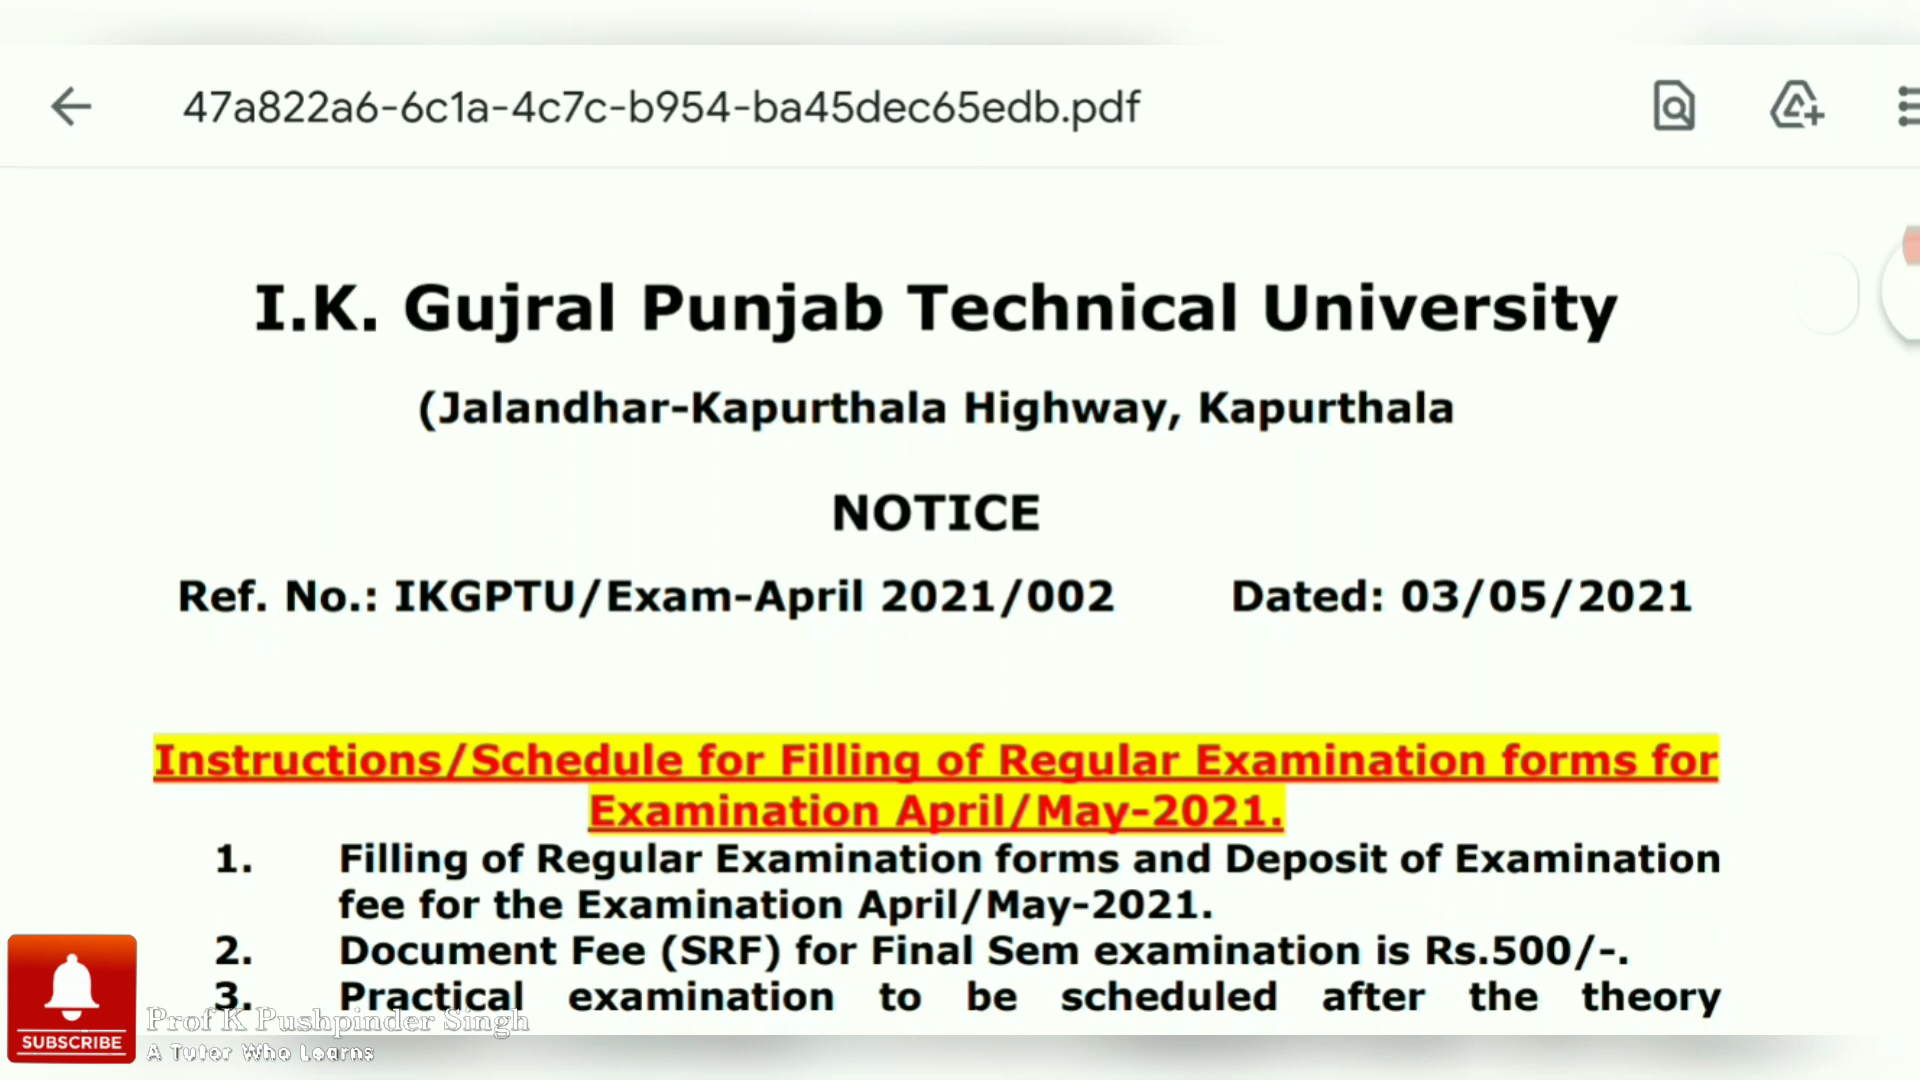 47a822a6-6c1a-4c7c-b954-ba45dec65edb.pdf
I.K. Gujral Punjab Technical University
(Jalandhar-Kapurthala Highway, Kapurthala
NOTICE
Ref. No.: IKGPTU/Exam-April 2021/002 Dated: 03/05/2021
Instructions/Schedule for Filling of Regular Examination forms for
Examination April/May-2021.
1. Filling of Regular Examination forms and Deposit of Examination
fee for the Examination April/May-2021.
2. Document Fee (SRF) for Final Sem examination is Rs.500/-.
3. Practical examination to be scheduled after the theory
SUBSCRIBE
Prof K Pushpinder Singh
A Tutor Who Learns